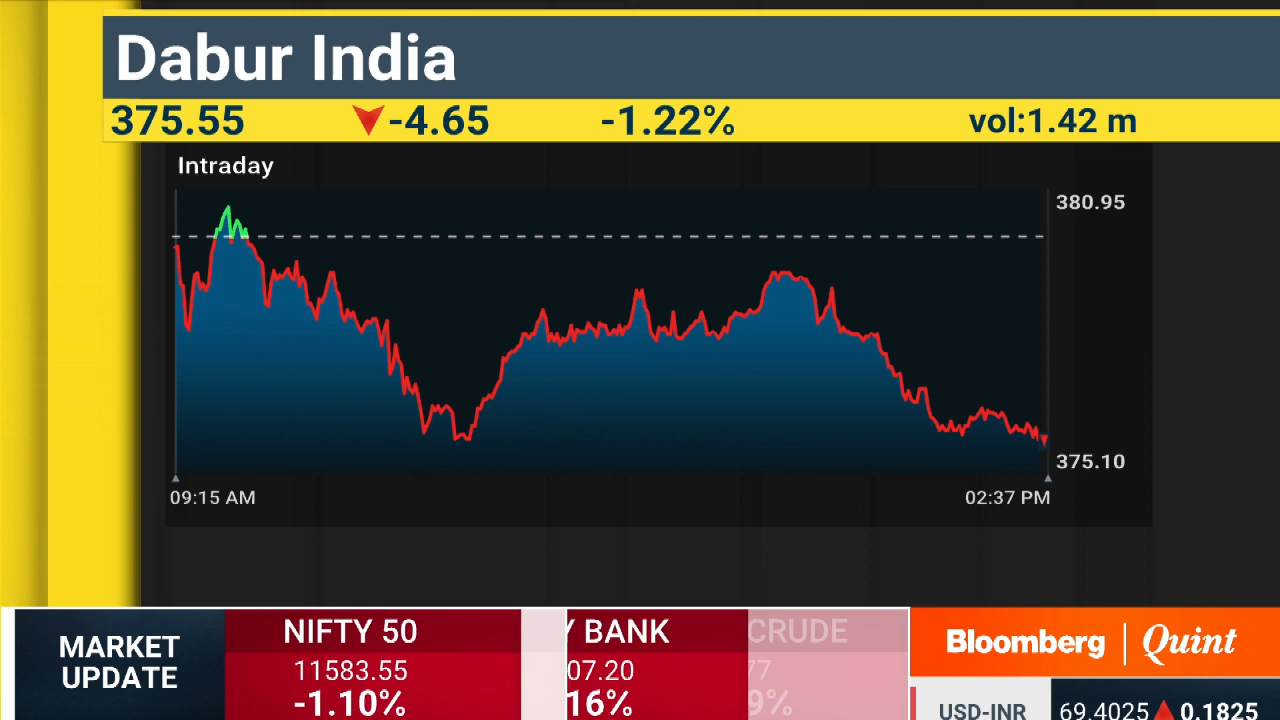 Dabur India
375.55 -4.65 -1.22% vol:1.42 m
Intraday
380.95
375.10
09:15 AM 02:37 PM
MARKET UPDATE
NIFTY 50
11583.55
-1.10%
Y BANK
07.20
16%
CRUDE
77
9%
Bloomberg | Quint
USD-INR 69.4025 0.1825